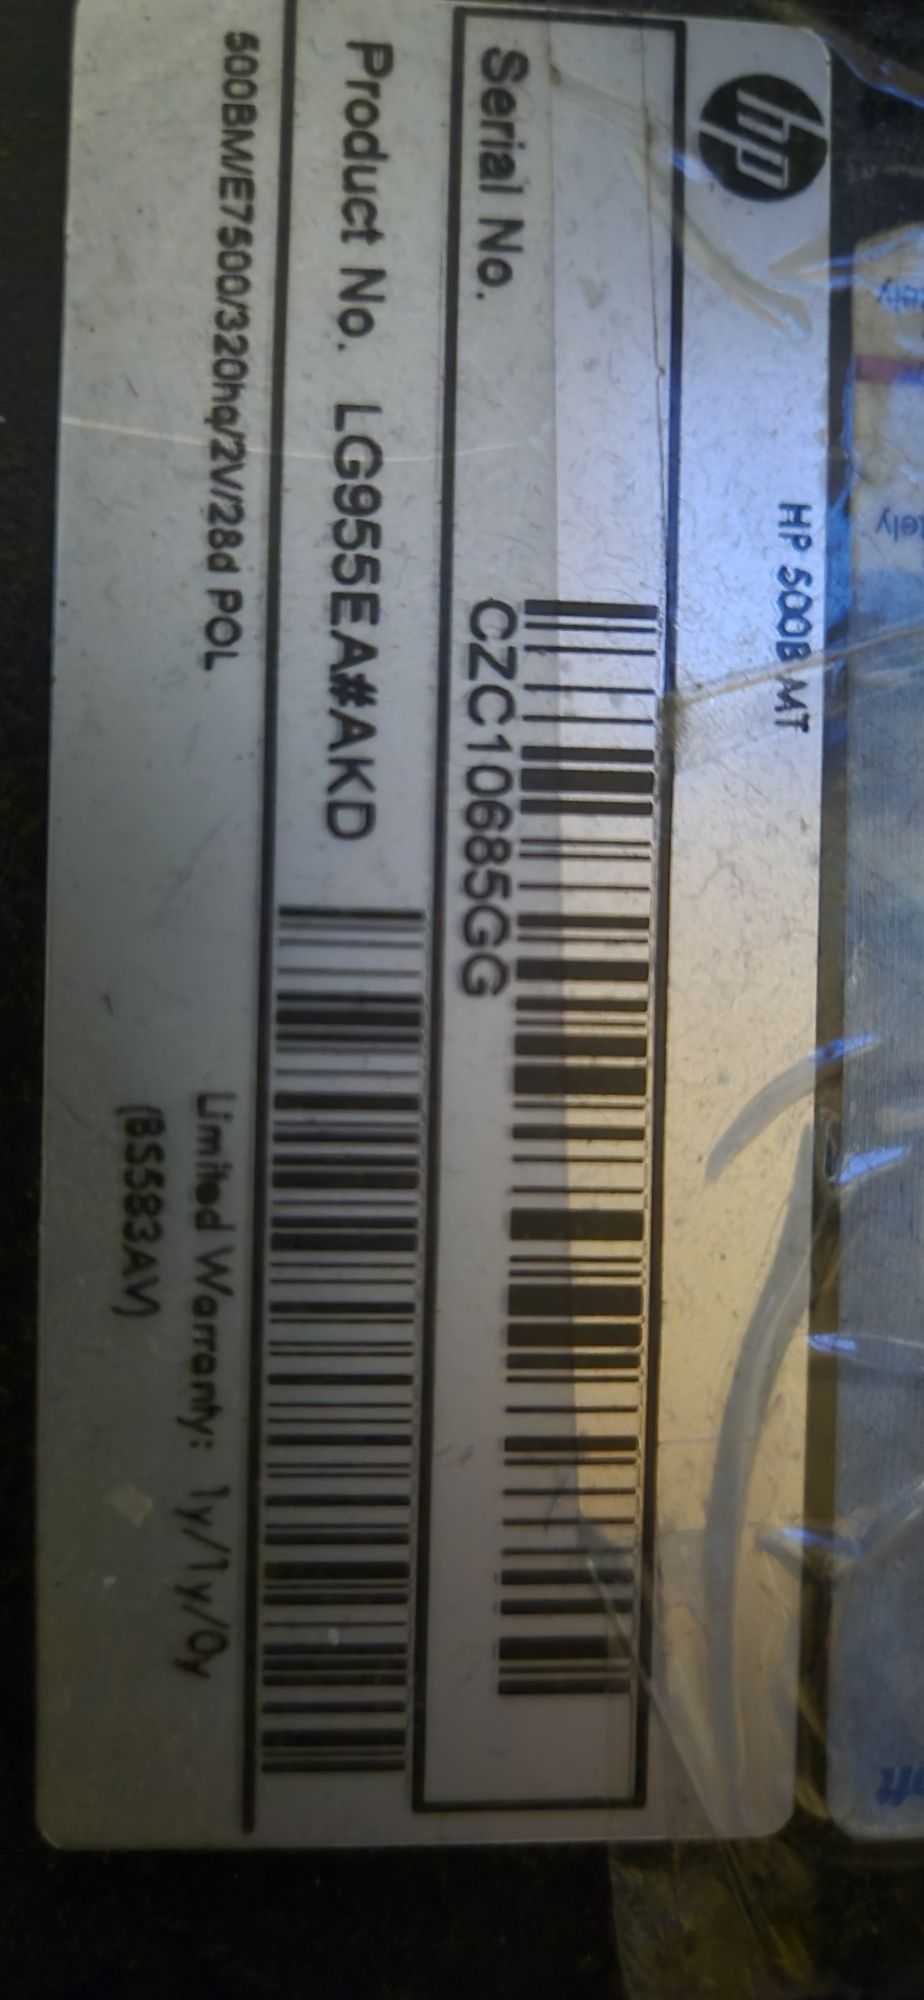 hp
HP 500B MT
Serial No.
CZC10685GG
Product No. LG955EA#AKD
500BM/E7500/320hq/2V/28d POL
Limited Warranty: 1y/1y/0y
(BS583AV)